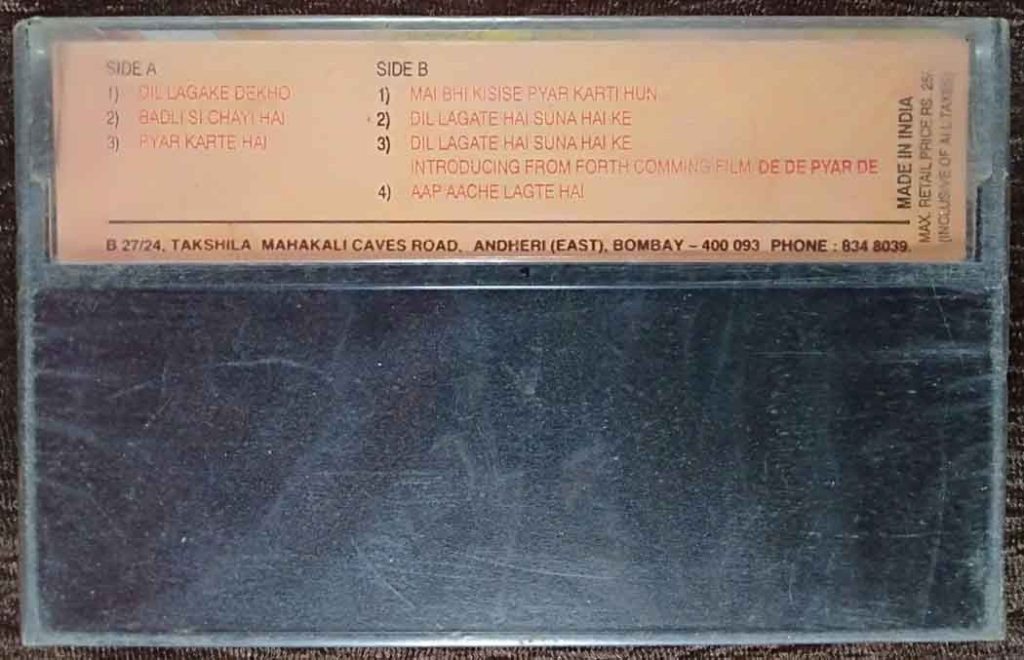 SIDE A
1) DIL LAGAKE DEKHO
2) BADLI SI CHAYI HAI
3) PYAR KARTE HAI
SIDE B
1) MAI BHI KISISE PYAR KARTI HUN
2) DIL LAGATE HAI SUNA HAI KE
3) DIL LAGATE HAI SUNA HAI KE
INTRODUCING FROM FORTH COMMING FILM DE DE PYAR DE
4) AAP AACHE LAGTE HAI
B 27/24, TAKSHILA MAHAKALI CAVES ROAD, ANDHERI (EAST), BOMBAY – 400 093 PHONE : 834 8039
MADE IN INDIA
MAX. RETAIL PRICE RS. 25/
(INCLUSIVE OF ALL TAXES)